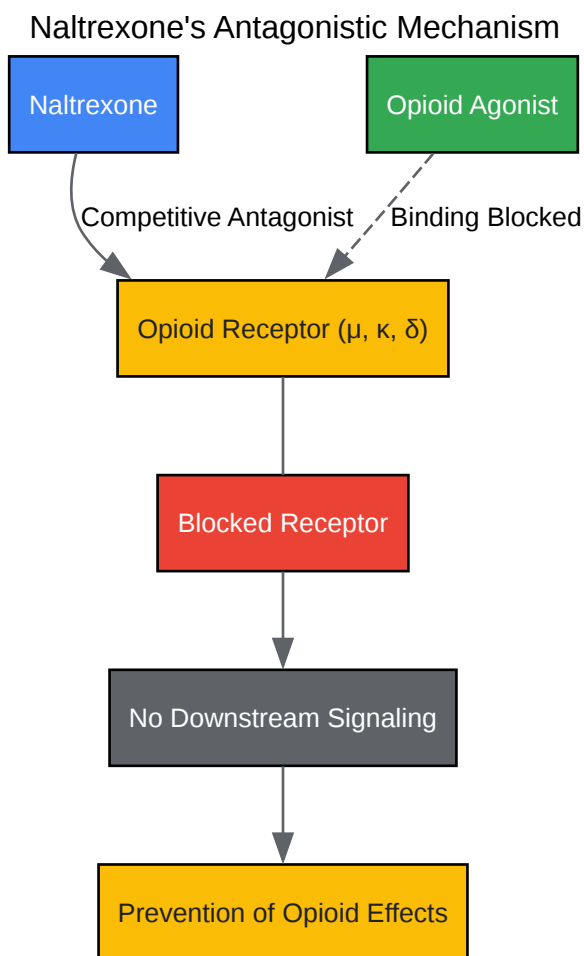 Naltrexone's Antagonistic Mechanism
Naltrexone
Opioid Agonist
Competitive Antagonist
Binding Blocked
Opioid Receptor (μ, κ, δ)
Blocked Receptor
No Downstream Signaling
Prevention of Opioid Effects